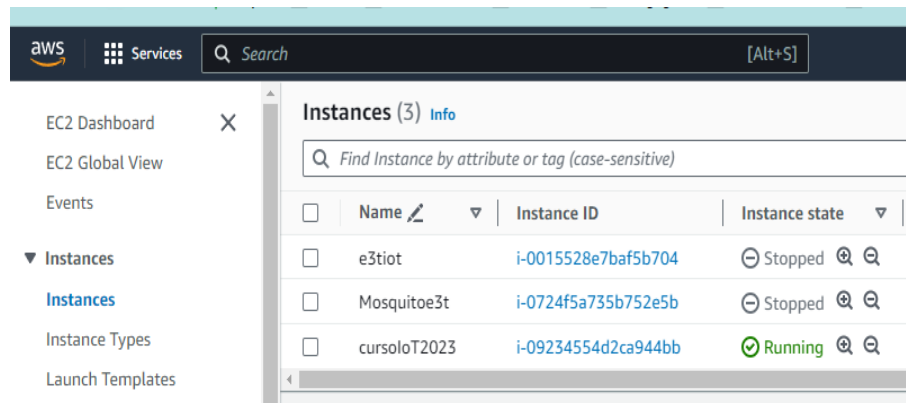 aws Services Search [Alt+S]
EC2 Dashboard
EC2 Global View
Events
Instances
Instances
Instance Types
Launch Templates
Instances (3) Info
Find Instance by attribute or tag (case-sensitive)
Name Instance ID Instance state
e3tiot i-0015528e7baf5b704 Stopped
Mosquitoe3t i-0724f5a735b752e5b Stopped
cursoIoT2023 i-09234554d2ca944bb Running